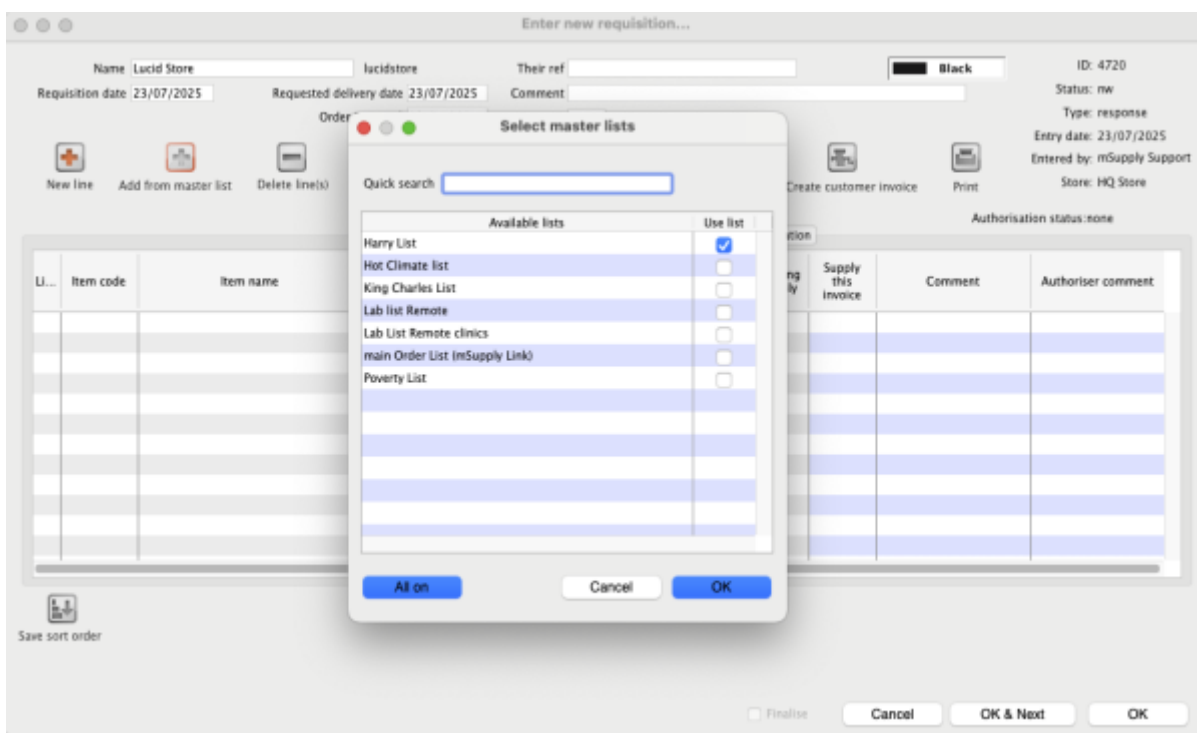 Enter new requisition...
Name Lucid Store lucidstore Their ref Black ID: 4720
Requisition date 23/07/2025 Requested delivery date 23/07/2025 Comment Status: nw
Order Type: response
Entry date: 23/07/2025
Entered by: mSupply Support
Store: HQ Store
New line Add from master list Delete line(s) Create customer invoice Print
Authorisation status:none
Select master lists
Quick search
Available lists Use list
Harry List
Hot Climate list
King Charles List
Lab list Remote
Lab List Remote clinics
main Order List (mSupply Link)
Poverty List
All on Cancel OK
Li... Item code Item name Supply this invoice Comment Authoriser comment
Save sort order
Finalise Cancel OK & Next OK